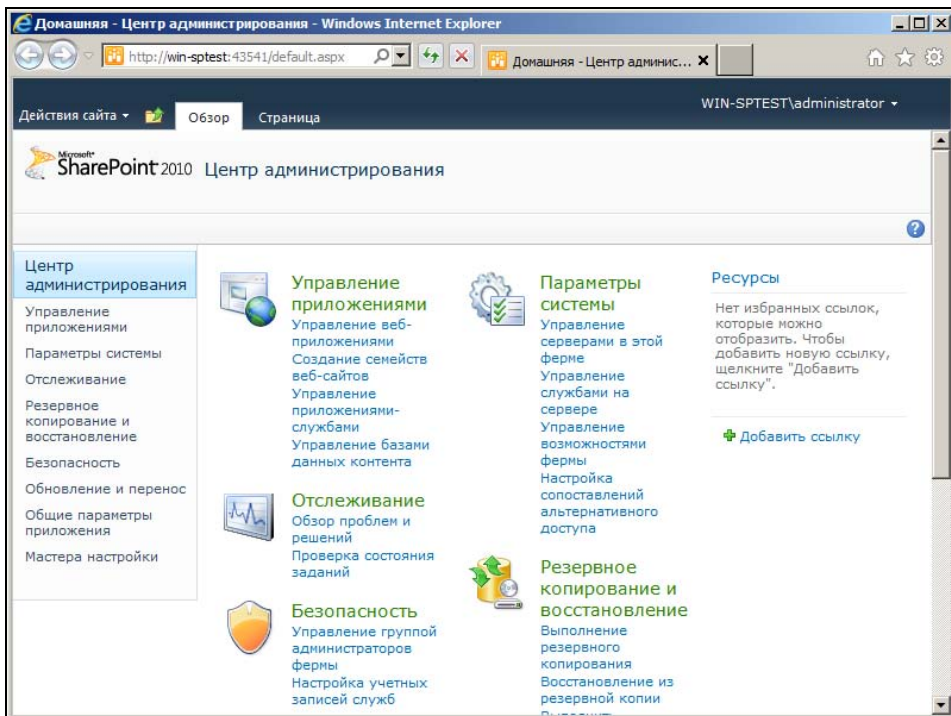 Домашняя - Центр администрирования - Windows Internet Explorer
http://win-sptest:43541/default.aspx
Домашняя - Центр админис...
Действия сайта
Обзор
Страница
WIN-SPTEST\administrator
Microsoft
SharePoint 2010
Центр администрирования
Центр
администрирования
Управление
приложениями
Параметры системы
Отслеживание
Резервное
копирование и
восстановление
Безопасность
Обновление и перенос
Общие параметры
приложения
Мастера настройки
Управление
приложениями
Управление веб-
приложениями
Создание семейств
веб-сайтов
Управление
приложениями-
службами
Управление базами
данных контента
Отслеживание
Обзор проблем и
решений
Проверка состояния
заданий
Безопасность
Управление группой
администраторов
фермы
Настройка учетных
записей служб
Параметры
системы
Управление
серверами в этой
ферме
Управление
службами на
сервере
Управление
возможностями
фермы
Настройка
сопоставлений
альтернативного
доступа
Резервное
копирование и
восстановление
Выполнение
резервного
копирования
Восстановление из
резервной копии
Ресурсы
Нет избранных ссылок,
которые можно
отобразить. Чтобы
добавить новую ссылку,
щелкните "Добавить
ссылку".
Добавить ссылку